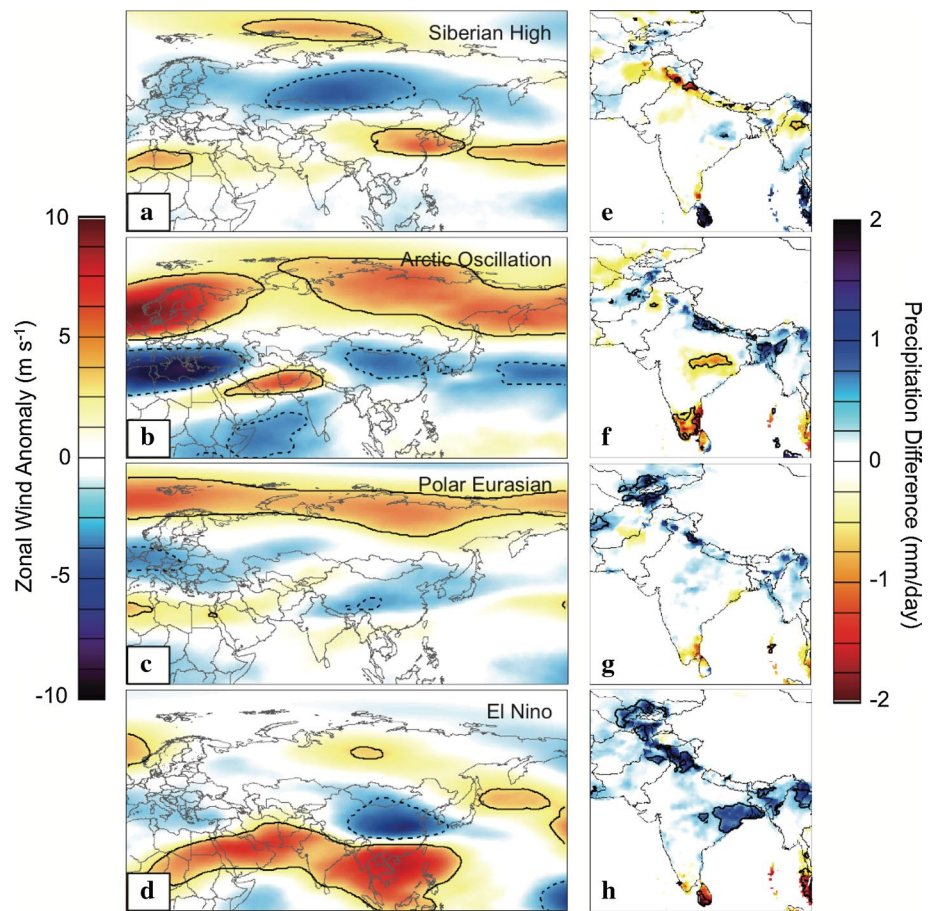 Siberian High
a
e
Arctic Oscillation
b
f
Polar Eurasian
c
g
El Nino
d
h
10
5
0
-5
-10
Zonal Wind Anomaly (m s⁻¹)
2
1
0
-1
-2
Precipitation Difference (mm/day)